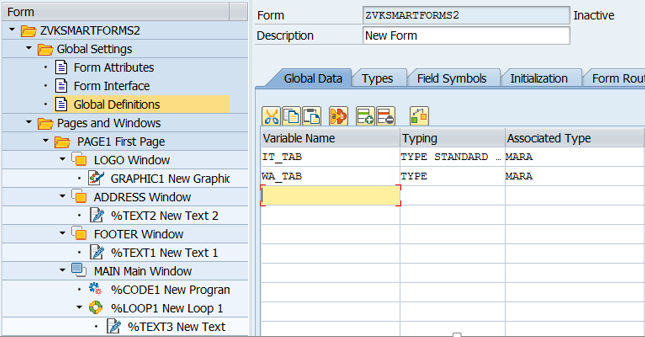 Form
ZVKSMARTFORMS2
Global Settings
Form Attributes
Form Interface
Global Definitions
Pages and Windows
PAGE1 First Page
LOGO Window
GRAPHIC1 New Graphic
ADDRESS Window
%TEXT2 New Text 2
FOOTER Window
%TEXT1 New Text 1
MAIN Main Window
%CODE1 New Program
%LOOP1 New Loop 1
%TEXT3 New Text
Form ZVKSMARTFORMS2 Inactive
Description New Form
Global Data Types Field Symbols Initialization Form Rout
Variable Name Typing Associated Type
IT_TAB TYPE STANDARD … MARA
WA_TAB TYPE MARA